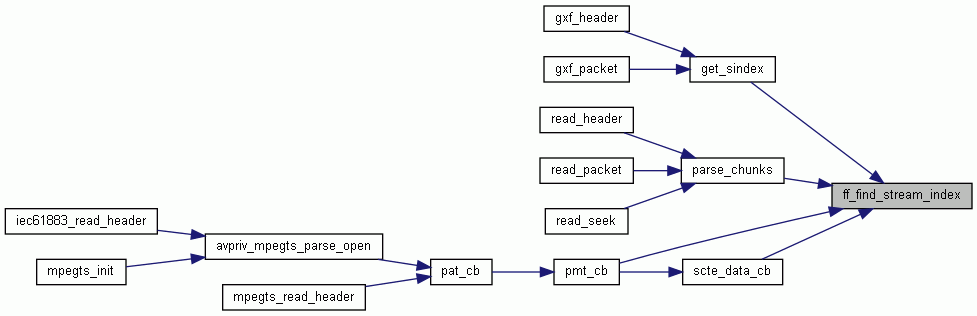 gxf_header
gxf_packet
get_sindex
read_header
read_packet
parse_chunks
ff_find_stream_index
read_seek
iec61883_read_header
avpriv_mpegts_parse_open
mpegts_init
pat_cb
pmt_cb
scte_data_cb
mpegts_read_header